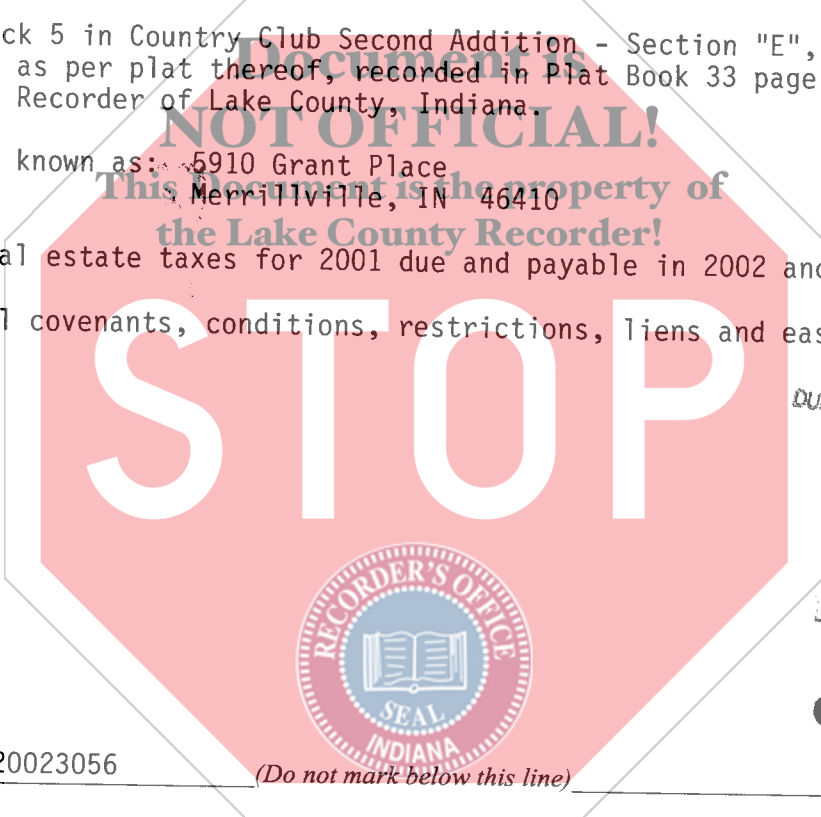 ck 5 in Country Club Second Addition - Section "E",
Document is
as per plat thereof, recorded in Plat Book 33 page
Recorder of Lake County, Indiana.
NOT OFFICIAL!
known as: 5910 Grant Place
This Document is the property of
Merrillville, IN 46410
the Lake County Recorder!
al estate taxes for 2001 due and payable in 2002 and
l covenants, conditions, restrictions, liens and eas
STOP
DU
RECORDER'S OFFICE
SEAL
INDIANA
20023056
(Do not mark below this line)